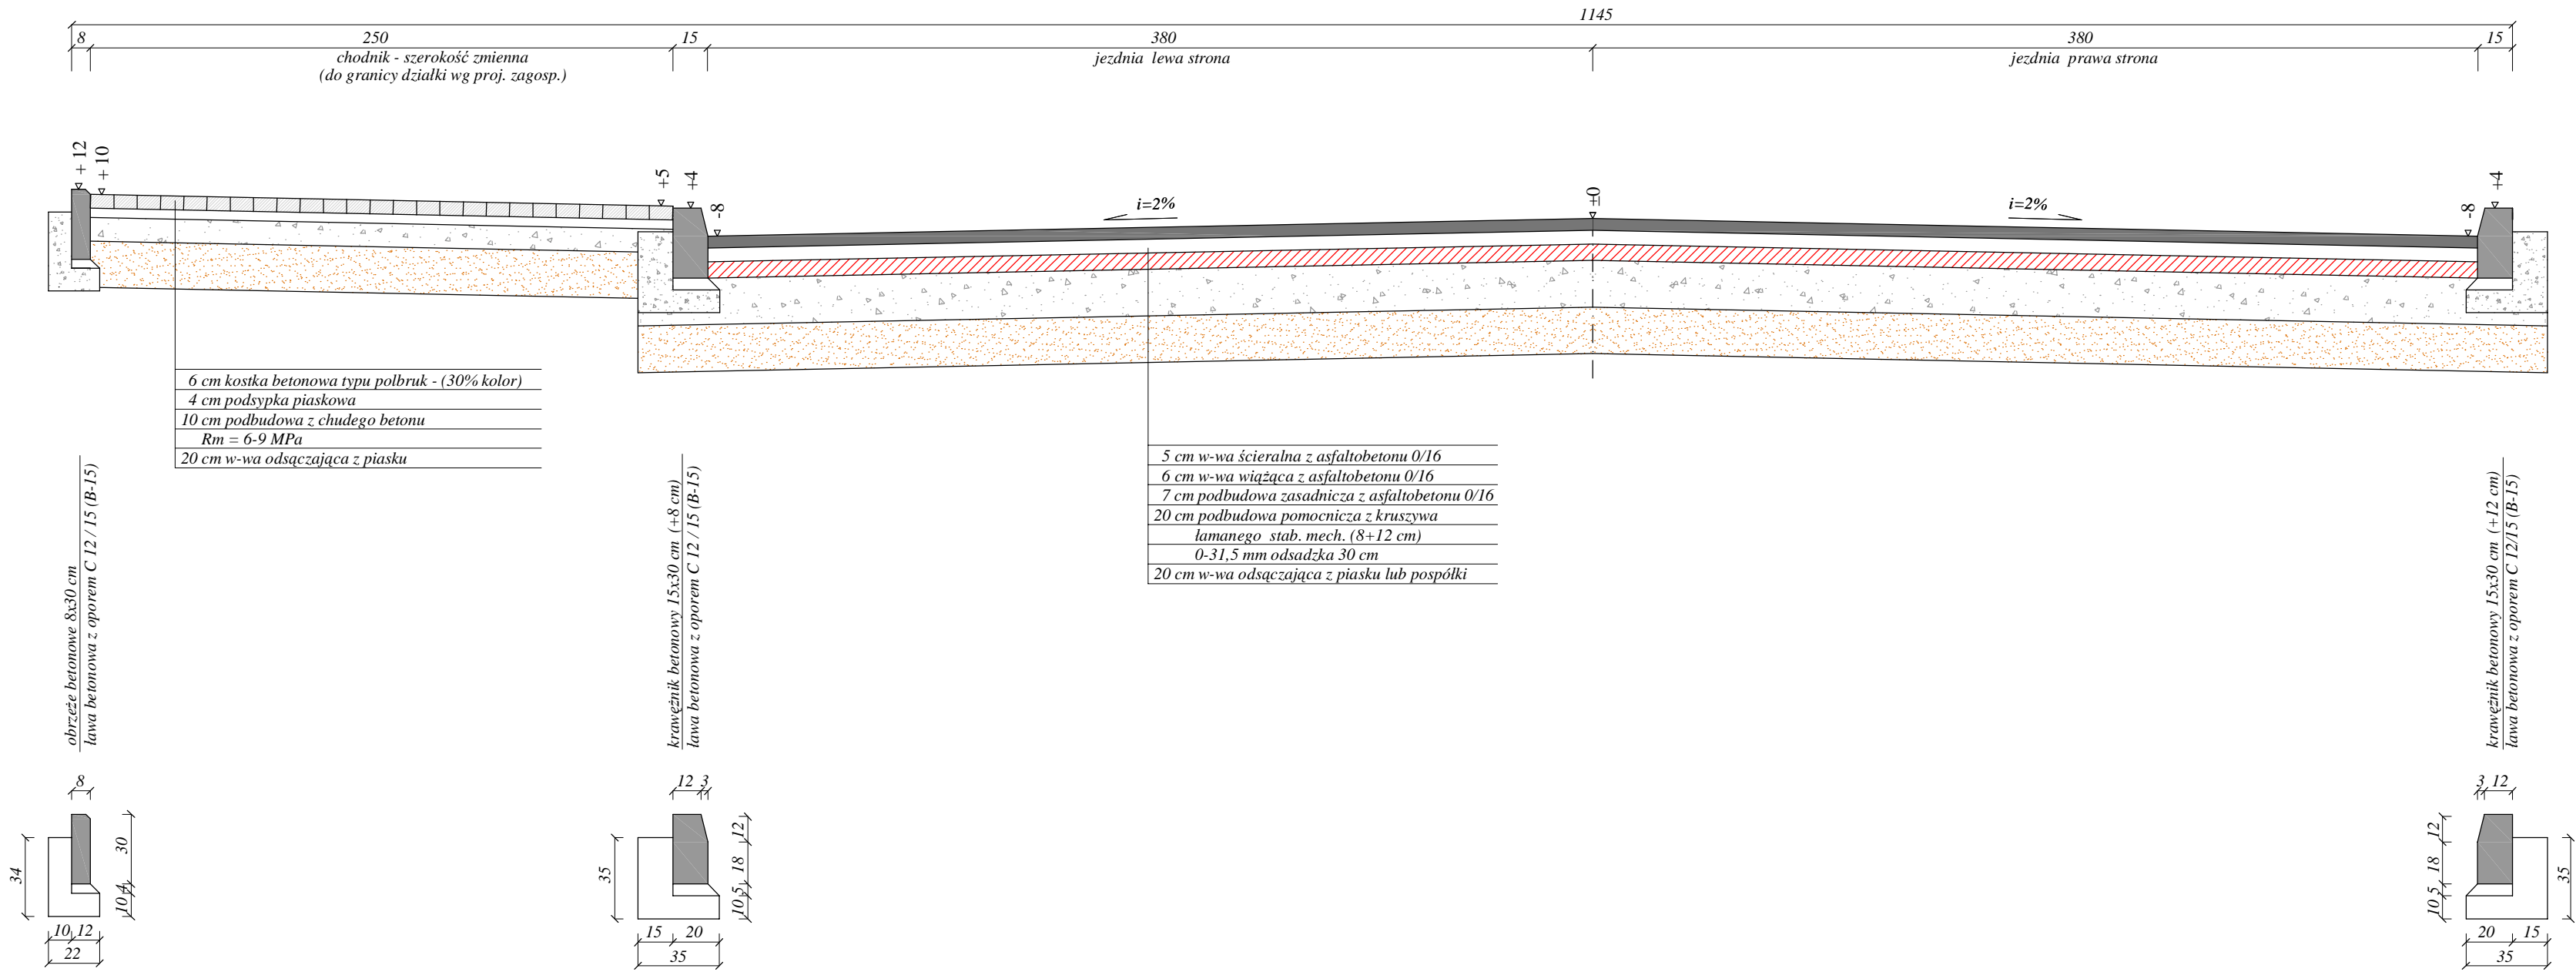 1145
8 250 15 380 380 15
chodnik - szerokość zmienna
(do granicy działki wg proj. zagosp.)
jezdnia lewa strona
jezdnia prawa strona
+ 12
+ 10
+5
+4
-8
i=2%
±0
i=2%
-8
+4
6 cm kostka betonowa typu polbruk - (30% kolor)
4 cm podsypka piaskowa
10 cm podbudowa z chudego betonu
Rm = 6-9 MPa
20 cm w-wa odsączająca z piasku
5 cm w-wa ścieralna z asfaltobetonu 0/16
6 cm w-wa wiążąca z asfaltobetonu 0/16
7 cm podbudowa zasadnicza z asfaltobetonu 0/16
20 cm podbudowa pomocnicza z kruszywa
łamanego stab. mech. (8+12 cm)
0-31,5 mm odsadzka 30 cm
20 cm w-wa odsączająca z piasku lub pospółki
obrzeże betonowe 8x30 cm
ława betonowa z oporem C 12 / 15 (B-15)
krawężnik betonowy 15x30 cm (+8 cm)
ława betonowa z oporem C 12 / 15 (B-15)
krawężnik betonowy 15x30 cm (+12 cm)
ława betonowa z oporem C 12/15 (B-15)
8
30
4
10
34
10 12
22
12 3
12
18
5
10
35
15 20
35
3 12
12
18
5
10
35
20 15
35